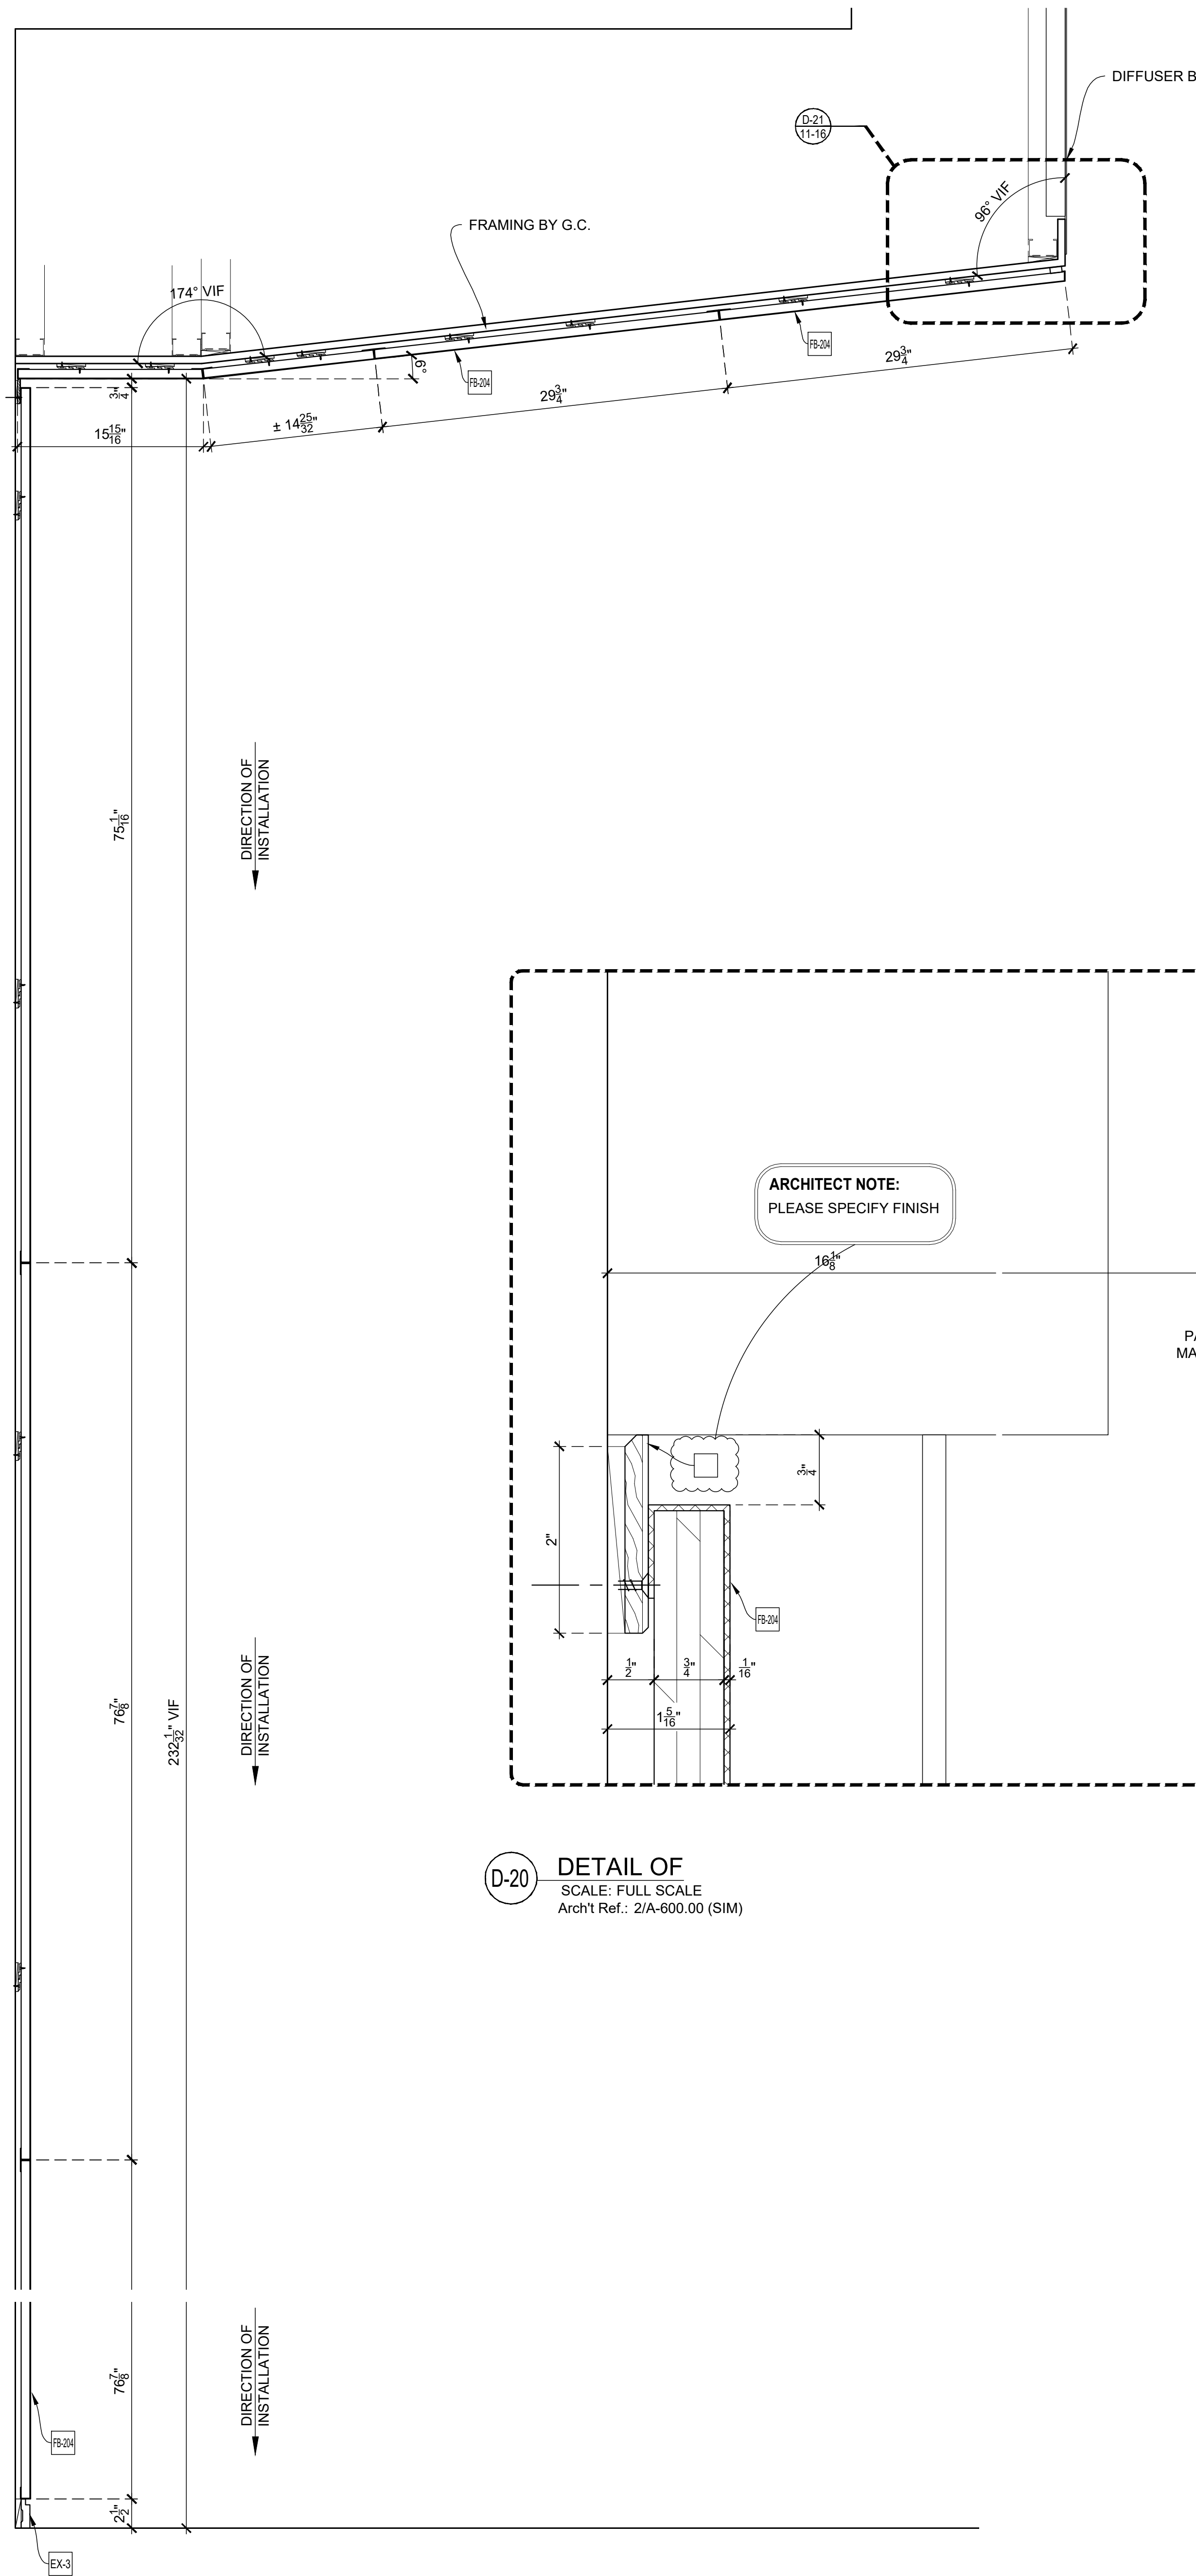 DIFFUSER B
D-21
11-16
96° VIF
FRAMING BY G.C.
174° VIF
FB-204
FB-204
6°
29 3/4"
29 3/4"
± 14 25/32"
3/4"
15 15/16"
75 1/16"
DIRECTION OF
INSTALLATION
ARCHITECT NOTE:
PLEASE SPECIFY FINISH
16 1/8"
PA
MA
3/4"
2"
FB-204
1/2"
3/4"
1/16"
1 5/16"
76 7/8"
232 1/32" VIF
DIRECTION OF
INSTALLATION
D-20
DETAIL OF
SCALE: FULL SCALE
Arch't Ref.: 2/A-600.00 (SIM)
76 7/8"
DIRECTION OF
INSTALLATION
FB-204
2 1/2"
EX-3